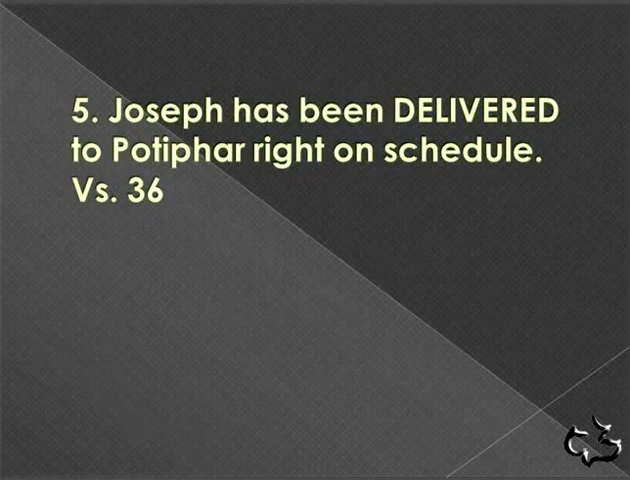 5. Joseph has been DELIVERED
to Potiphar right on schedule.
Vs. 36